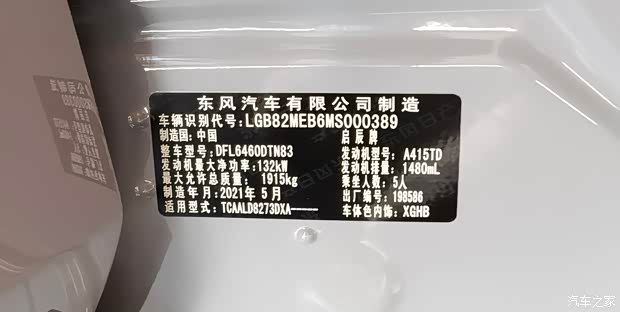 东风汽车有限公司制造
车辆识别代号: LGB82MEB6MS000389
制造国: 中国 启辰牌
整车型号: DFL6460DTN83 发动机型号: A415TD
发动机最大净功率: 132kW 发动机排量: 1480mL
最大允许总质量: 1915kg 乘坐人数: 5人
制造年月: 2021年5月 出厂编号: 198586
适用型号: TCAALD8273DXA----- 车体色内饰: XGHB
汽车之家